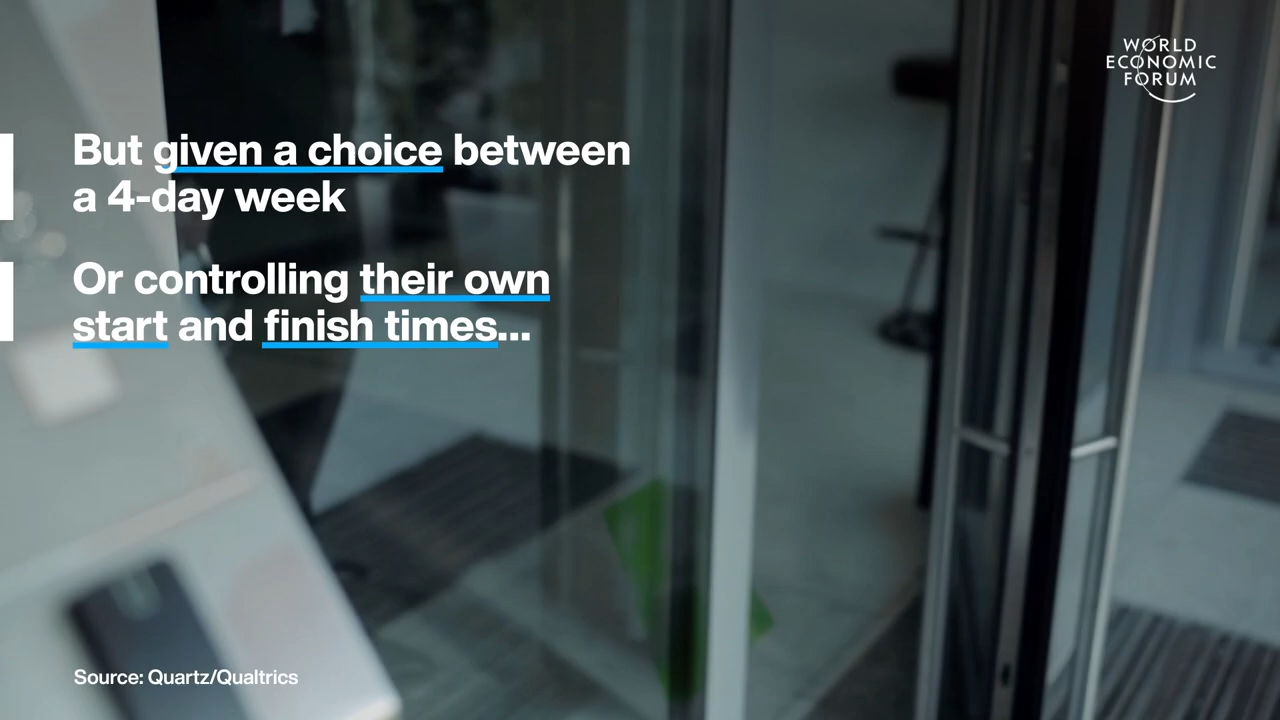 WORLD
ECONOMIC
FORUM
But given a choice between
a 4-day week
Or controlling their own
start and finish times...
Source: Quartz/Qualtrics